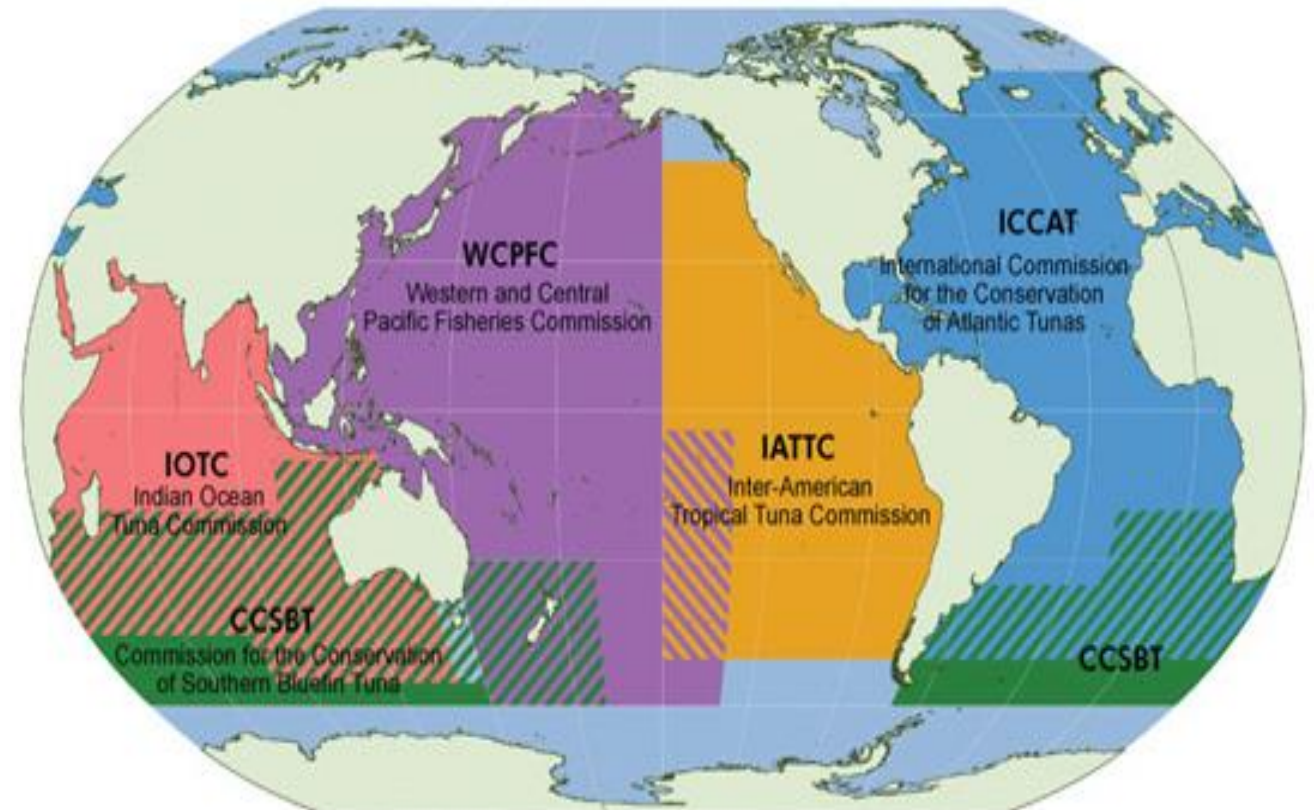 WCPFC
Western and Central
Pacific Fisheries Commission
ICCAT
International Commission
for the Conservation
of Atlantic Tunas
IOTC
Indian Ocean
Tuna Commission
IATTC
Inter-American
Tropical Tuna Commission
CCSBT
Commission for the Conservation
of Southern Bluefin Tuna
CCSBT